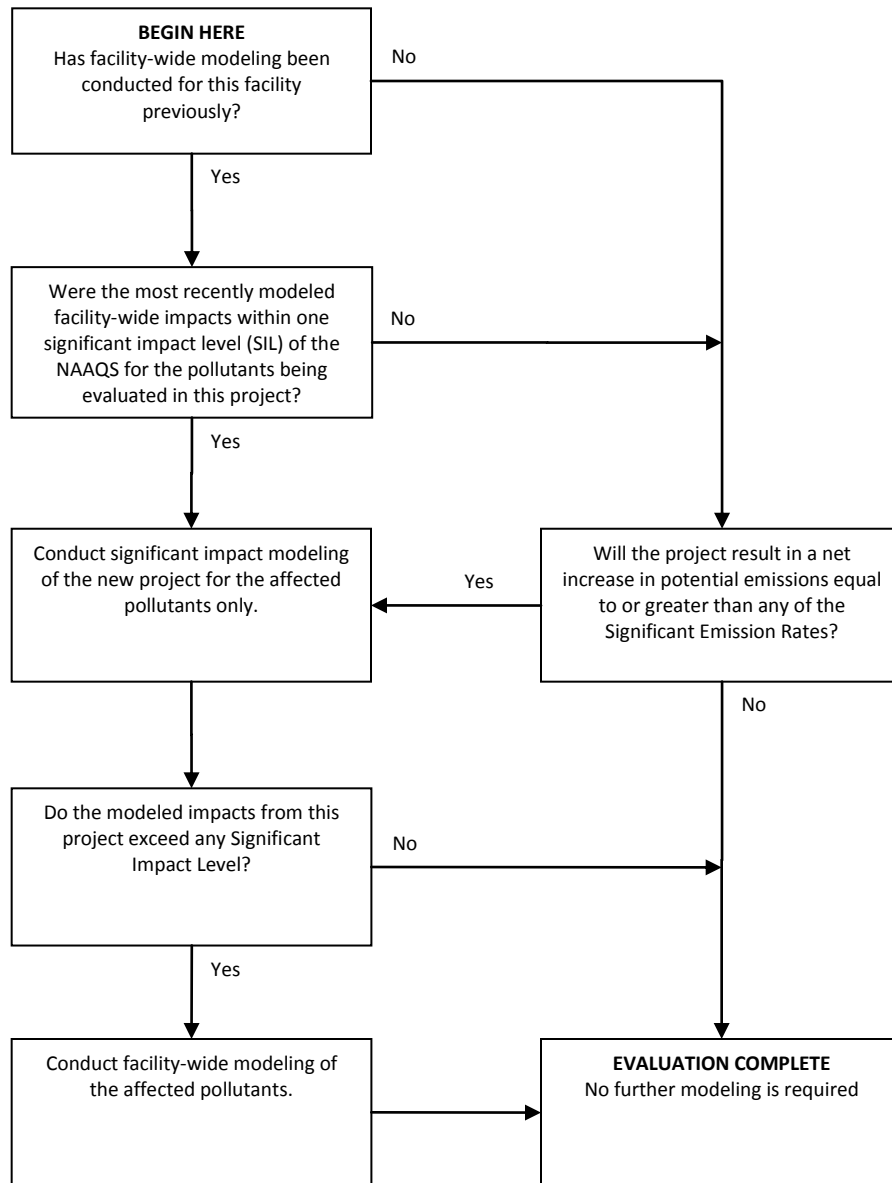 BEGIN HERE
Has facility-wide modeling been
conducted for this facility
previously?
No
Yes
Were the most recently modeled
facility-wide impacts within one
significant impact level (SIL) of the
NAAQS for the pollutants being
evaluated in this project?
No
Yes
Conduct significant impact modeling
of the new project for the affected
pollutants only.
Yes
Will the project result in a net
increase in potential emissions equal
to or greater than any of the
Significant Emission Rates?
No
Do the modeled impacts from this
project exceed any Significant
Impact Level?
No
Yes
Conduct facility-wide modeling of
the affected pollutants.
EVALUATION COMPLETE
No further modeling is required